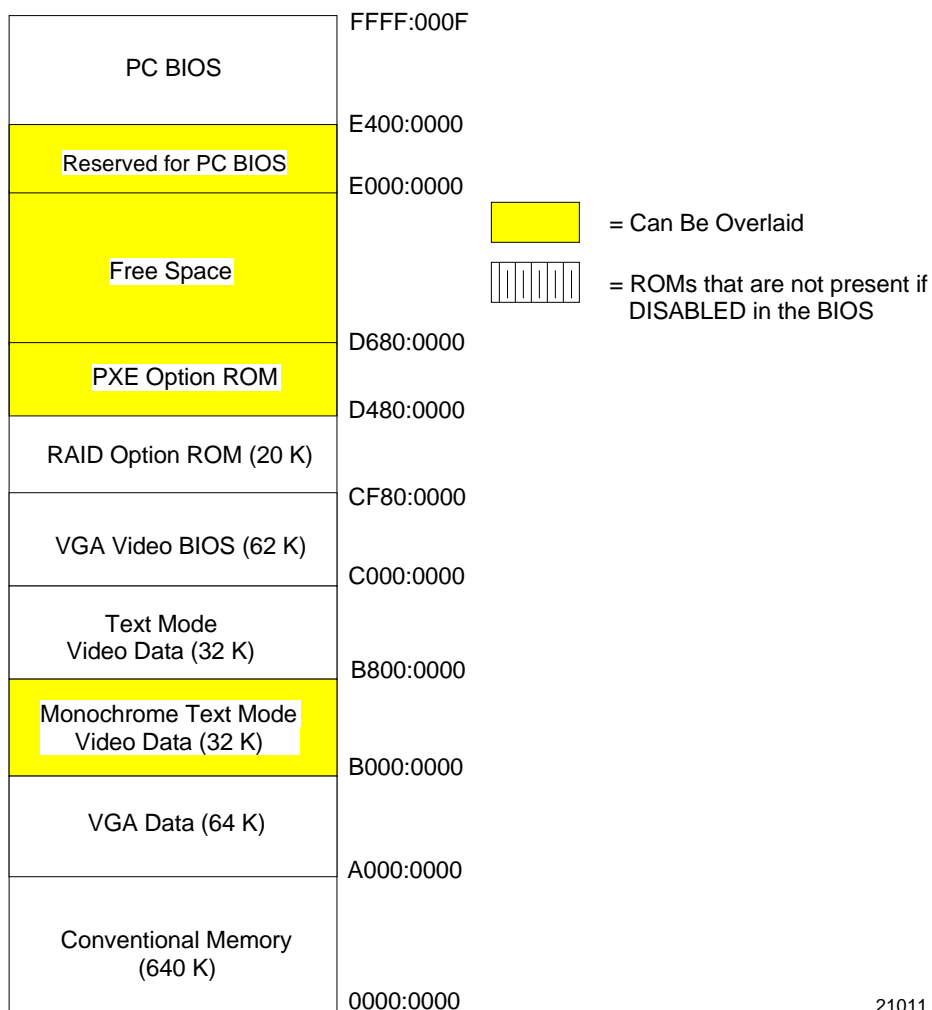 FFFF:000F
PC BIOS
E400:0000
Reserved for PC BIOS
E000:0000
= Can Be Overlaid
Free Space
= ROMs that are not present if
DISABLED in the BIOS
D680:0000
PXE Option ROM
D480:0000
RAID Option ROM (20 K)
CF80:0000
VGA Video BIOS (62 K)
C000:0000
Text Mode
Video Data (32 K)
B800:0000
Monochrome Text Mode
Video Data (32 K)
B000:0000
VGA Data (64 K)
A000:0000
Conventional Memory
(640 K)
0000:0000
21011